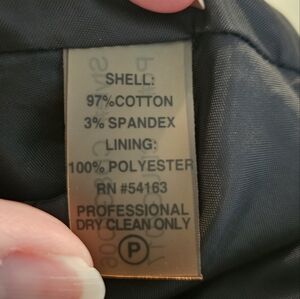 SHELL:
97%COTTON
3% SPANDEX
LINING:
100% POLYESTER
RN #54163
PROFESSIONAL
DRY CLEAN ONLY
P